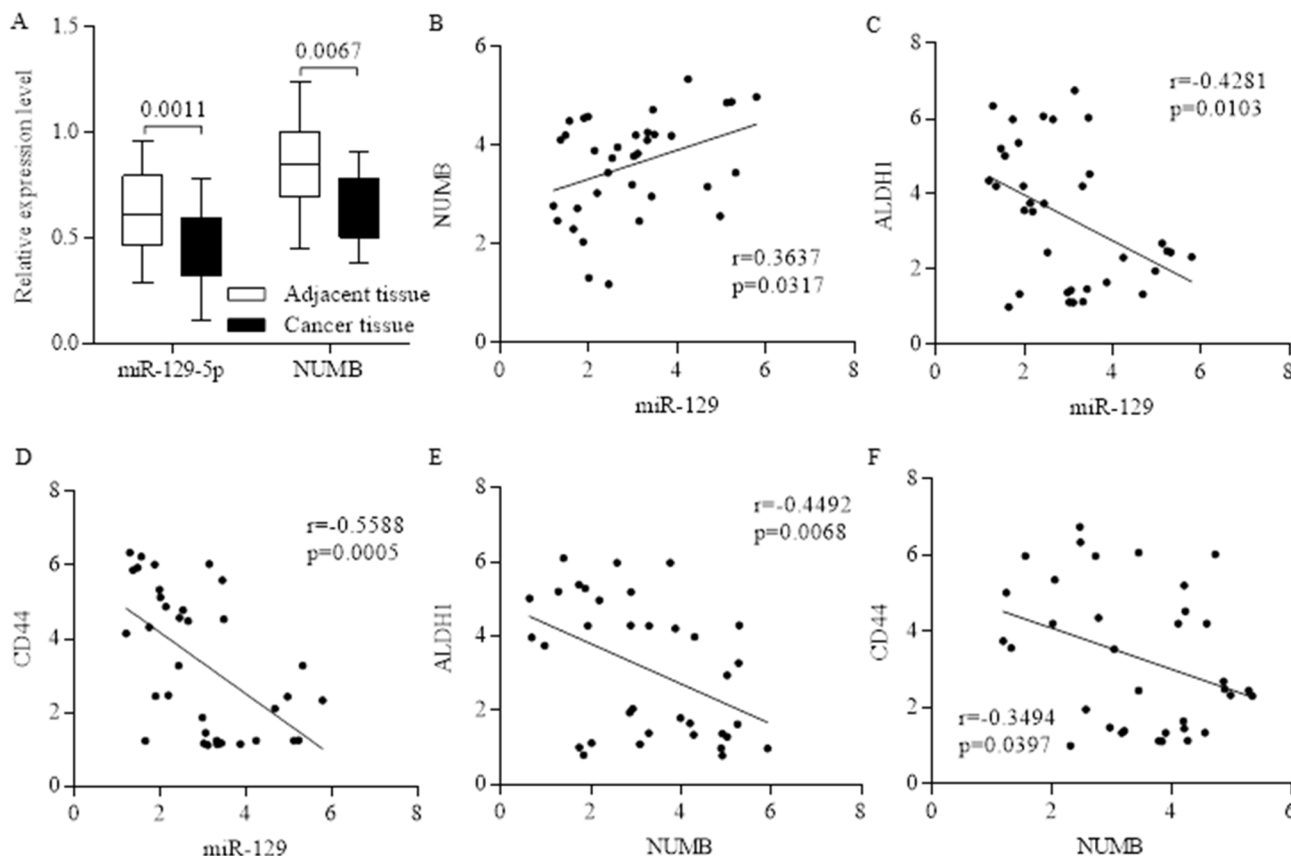 A
1.5
1.0
0.5
0.0
Relative expression level
0.0011
0.0067
Adjacent tissue
Cancer tissue
miR-129-5p
NUMB
B
6
4
2
0
NUMB
r=0.3637
p=0.0317
0
2
4
6
8
miR-129
C
8
6
4
2
0
ALDH1
r=-0.4281
p=0.0103
0
2
4
6
8
miR-129
D
8
6
4
2
0
CD44
r=-0.5588
p=0.0005
0
2
4
6
8
miR-129
E
8
6
4
2
0
ALDH1
r=-0.4492
p=0.0068
0
2
4
6
NUMB
F
8
6
4
2
0
CD44
r=-0.3494
p=0.0397
0
2
4
6
NUMB